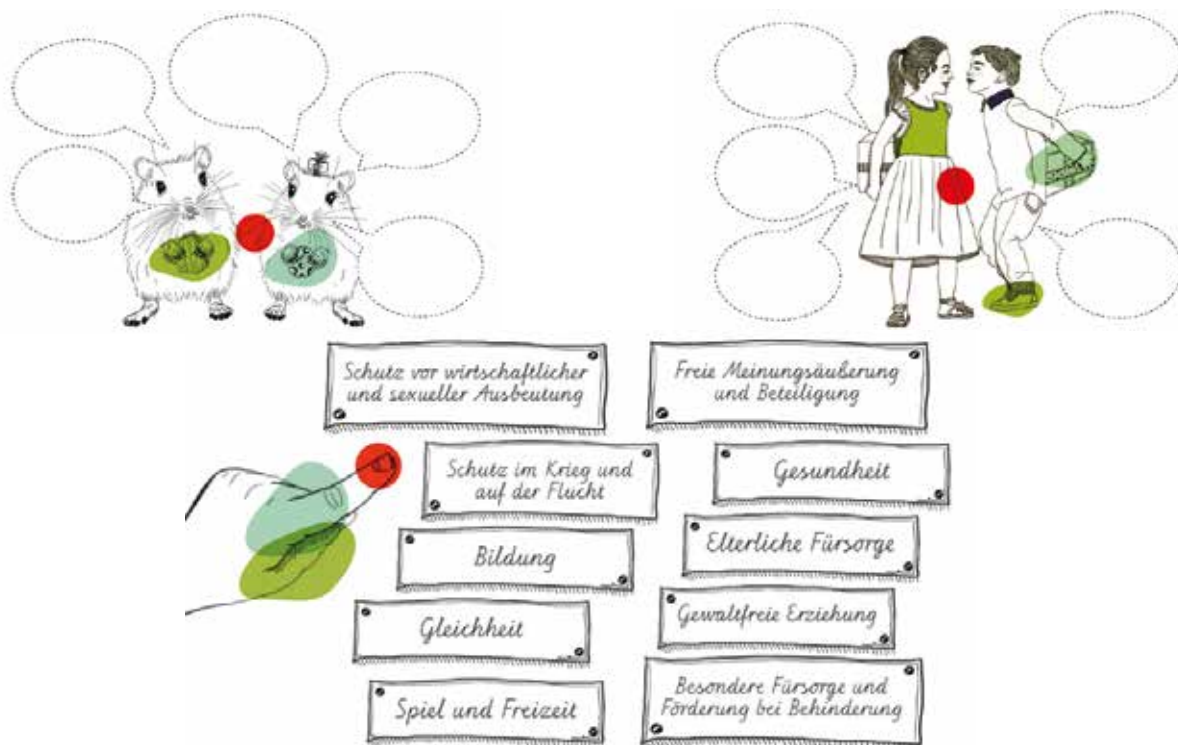 Schutz vor wirtschaftlicher
und sexueller Ausbeutung
Freie Meinungsäußerung
und Beteiligung
Schutz im Krieg und
auf der Flucht
Gesundheit
Bildung
Elterliche Fürsorge
Gleichheit
Gewaltfreie Erziehung
Spiel und Freizeit
Besondere Fürsorge und
Förderung bei Behinderung